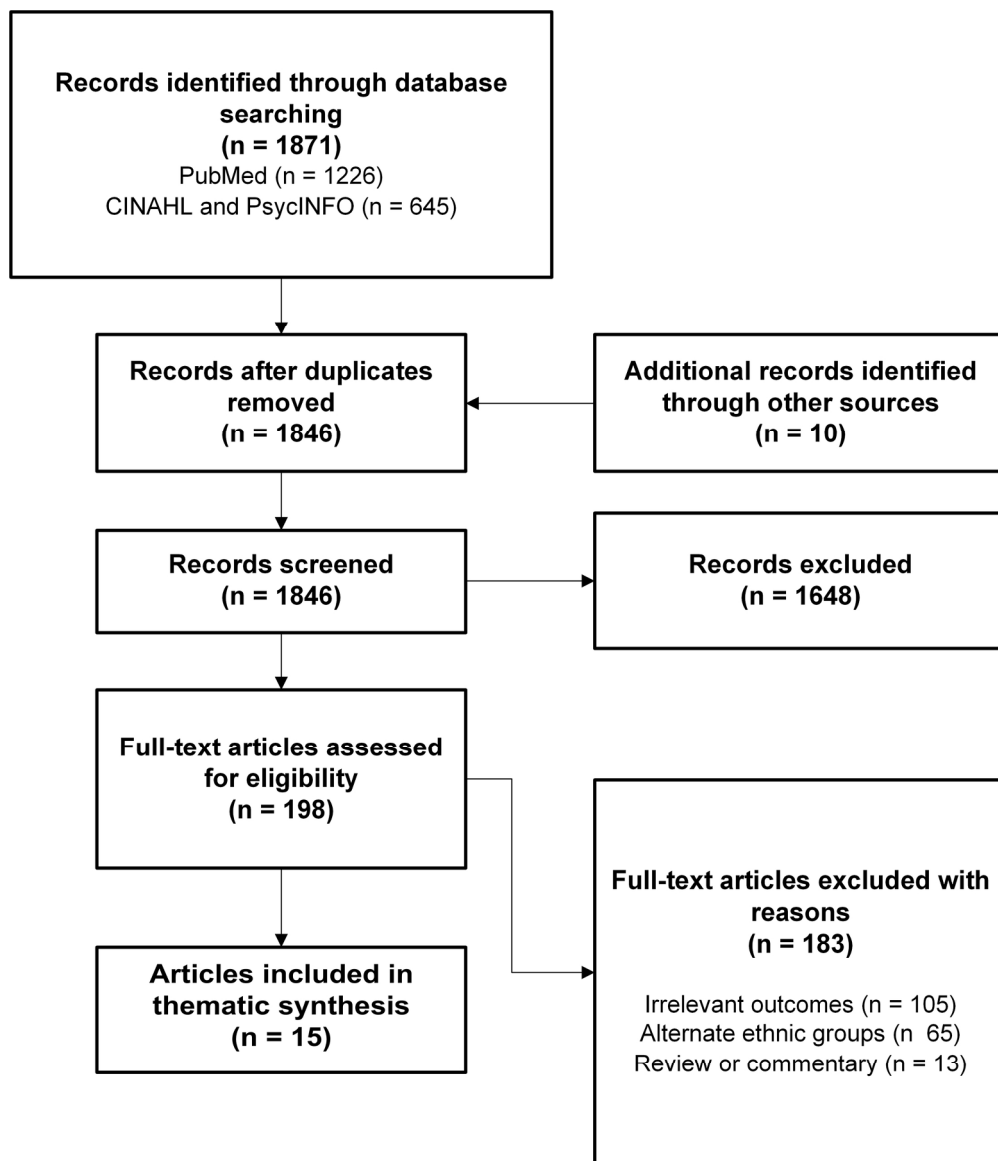 Records identified through database
searching
(n = 1871)
PubMed (n = 1226)
CINAHL and PsycINFO (n = 645)
Records after duplicates
removed
(n = 1846)
Additional records identified
through other sources
(n = 10)
Records screened
(n = 1846)
Records excluded
(n = 1648)
Full-text articles assessed
for eligibility
(n = 198)
Full-text articles excluded with
reasons
(n = 183)
Irrelevant outcomes (n = 105)
Alternate ethnic groups (n  65)
Review or commentary (n = 13)
Articles included in
thematic synthesis
(n = 15)